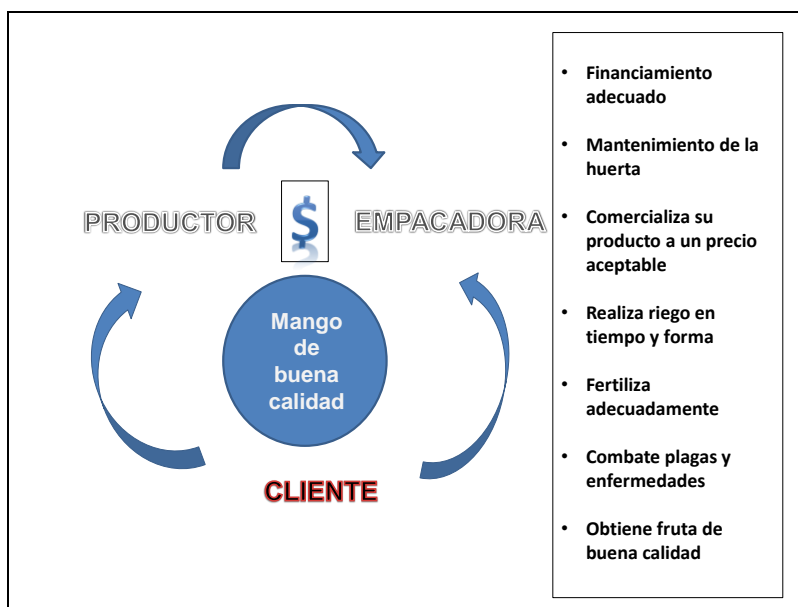 PRODUCTOR
$
EMPACADORA
Mango
de
buena
calidad
CLIENTE
• Financiamiento
adecuado
• Mantenimiento de la
huerta
• Comercializa su
producto a un precio
aceptable
• Realiza riego en
tiempo y forma
• Fertiliza
adecuadamente
• Combate plagas y
enfermedades
• Obtiene fruta de
buena calidad